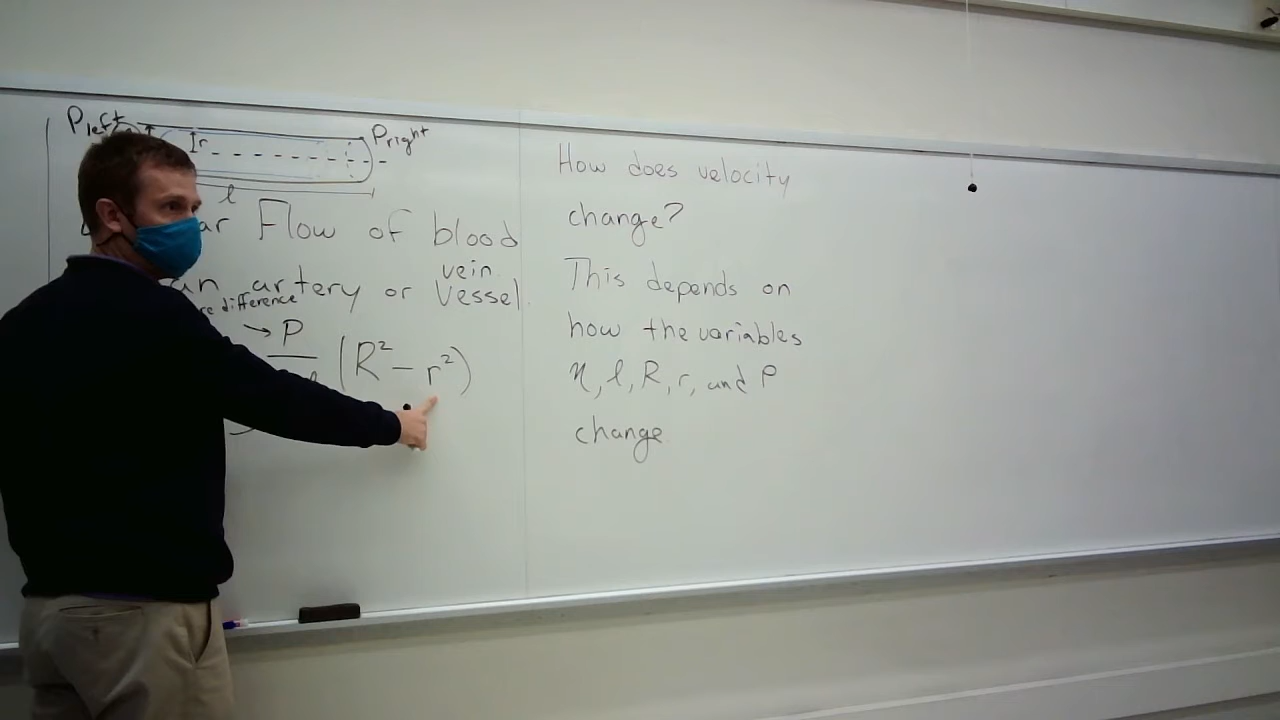 Pleft
r
Pright
l
ar Flow of blood
vein
an artery or Vessel.
re difference
→ P
(R² − r²)
How does velocity
change?
This depends on
how the variables
η, l, R, r, and P
change.